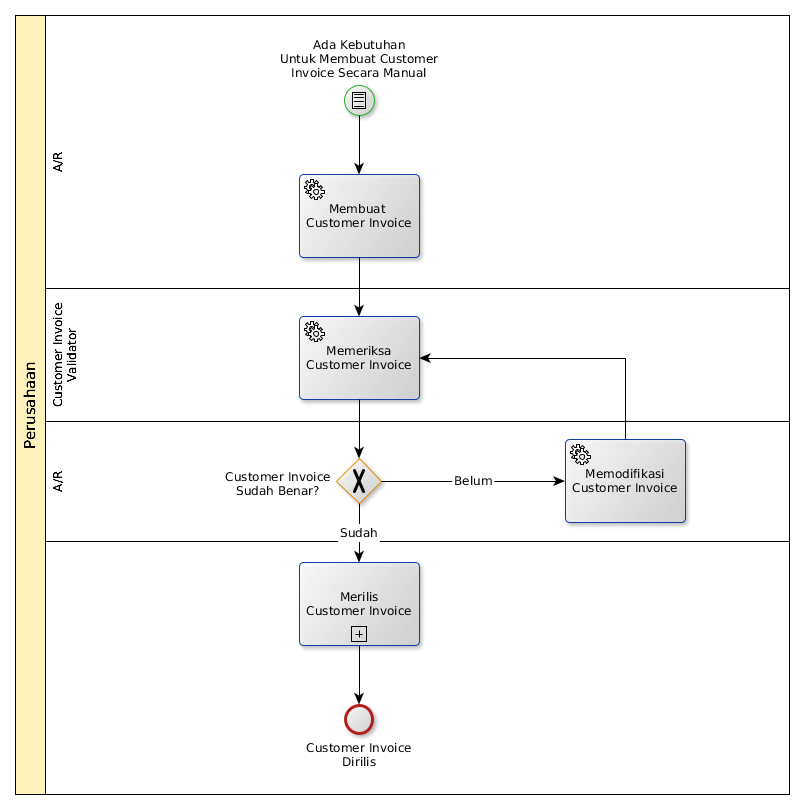 Perusahaan
A/R
Ada Kebutuhan
Untuk Membuat Customer
Invoice Secara Manual
Membuat
Customer Invoice
Customer Invoice
Validator
Memeriksa
Customer Invoice
A/R
Customer Invoice
Sudah Benar?
Belum
Memodifikasi
Customer Invoice
Sudah
Merilis
Customer Invoice
Customer Invoice
Dirilis